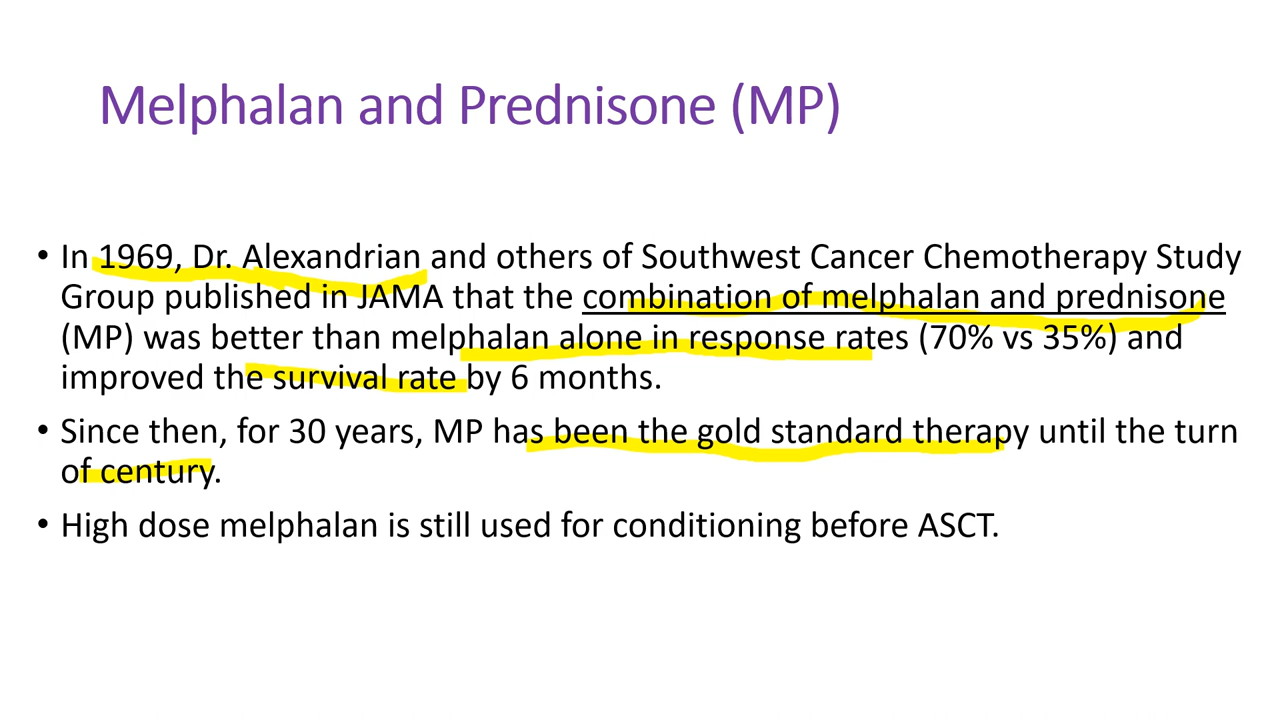 Melphalan and Prednisone (MP)
• In 1969, Dr. Alexandrian and others of Southwest Cancer Chemotherapy Study
Group published in JAMA that the combination of melphalan and prednisone
(MP) was better than melphalan alone in response rates (70% vs 35%) and
improved the survival rate by 6 months.
• Since then, for 30 years, MP has been the gold standard therapy until the turn
of century.
• High dose melphalan is still used for conditioning before ASCT.